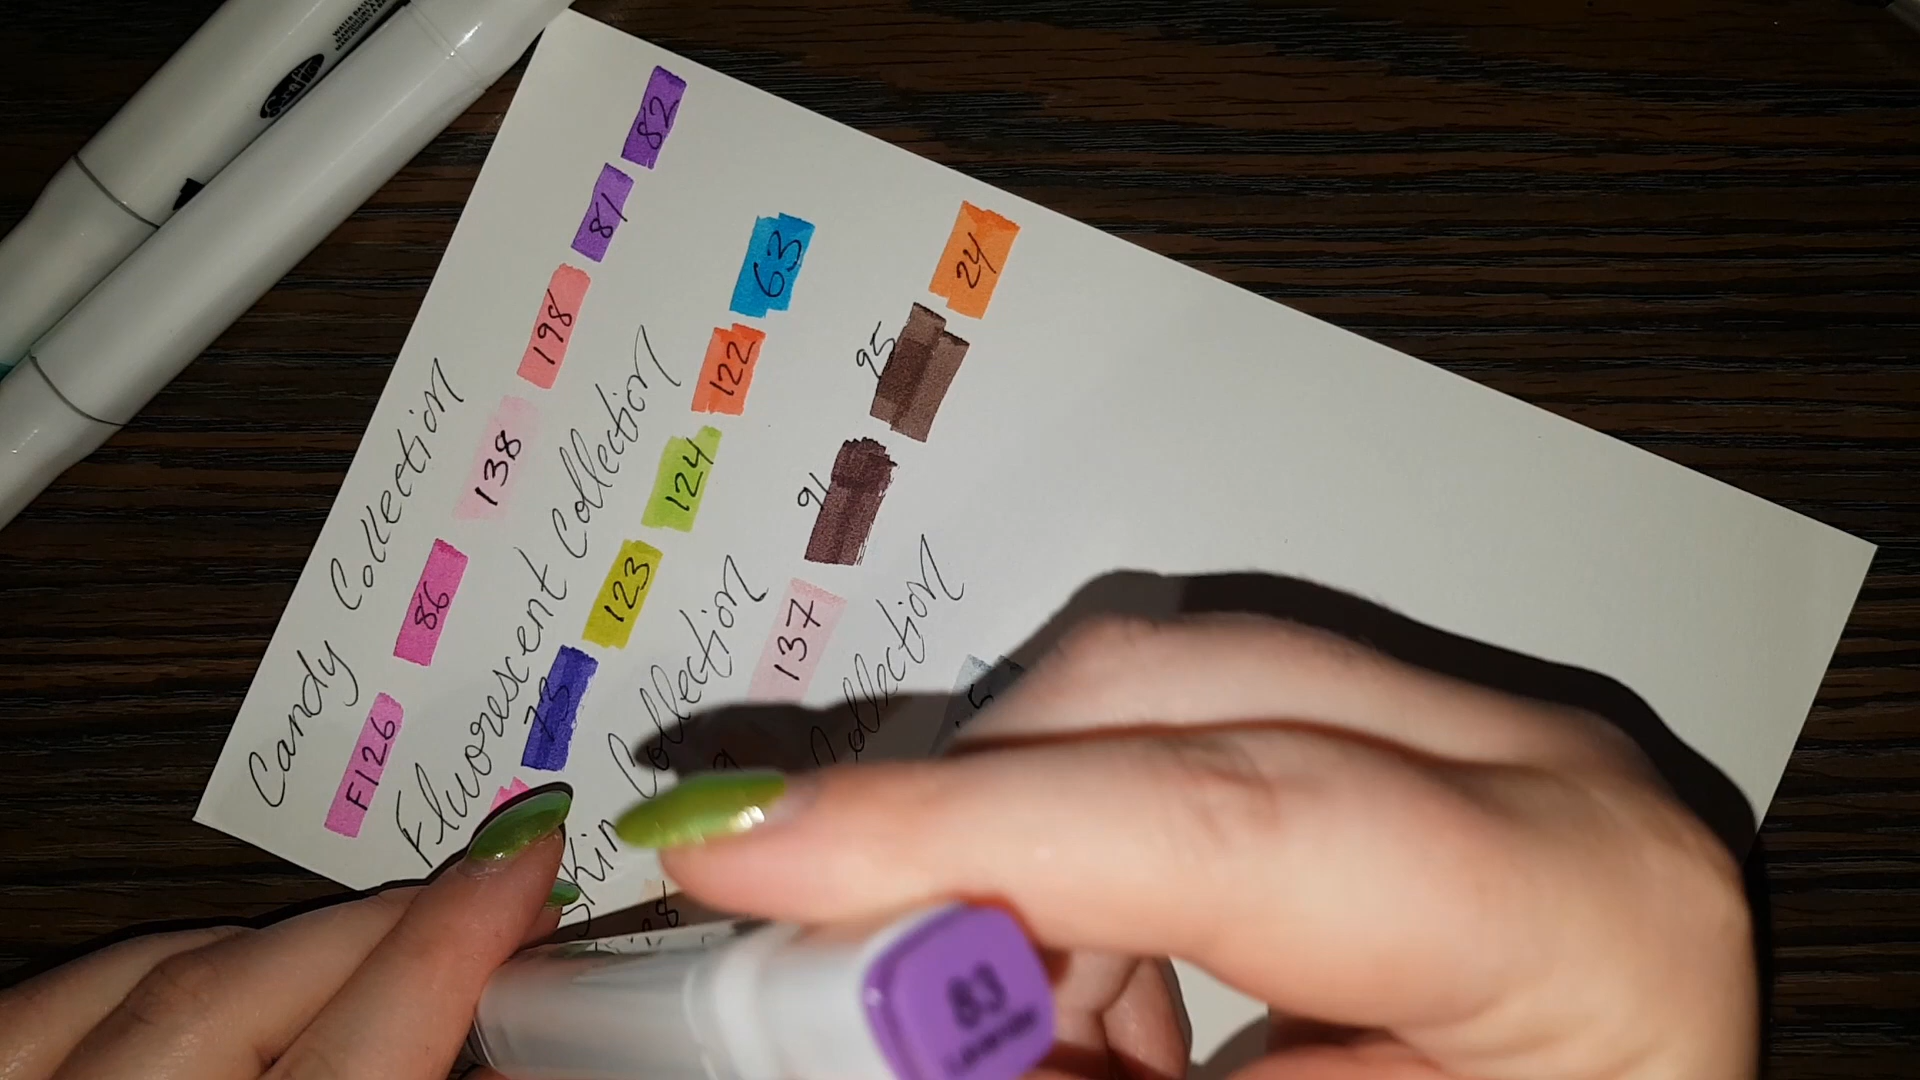 Candy Collection
F126 86 138 198 81 82
Fluorescent Collection
73 123 124 122 63
Skin Collection
137 91 95 24
Collection
83